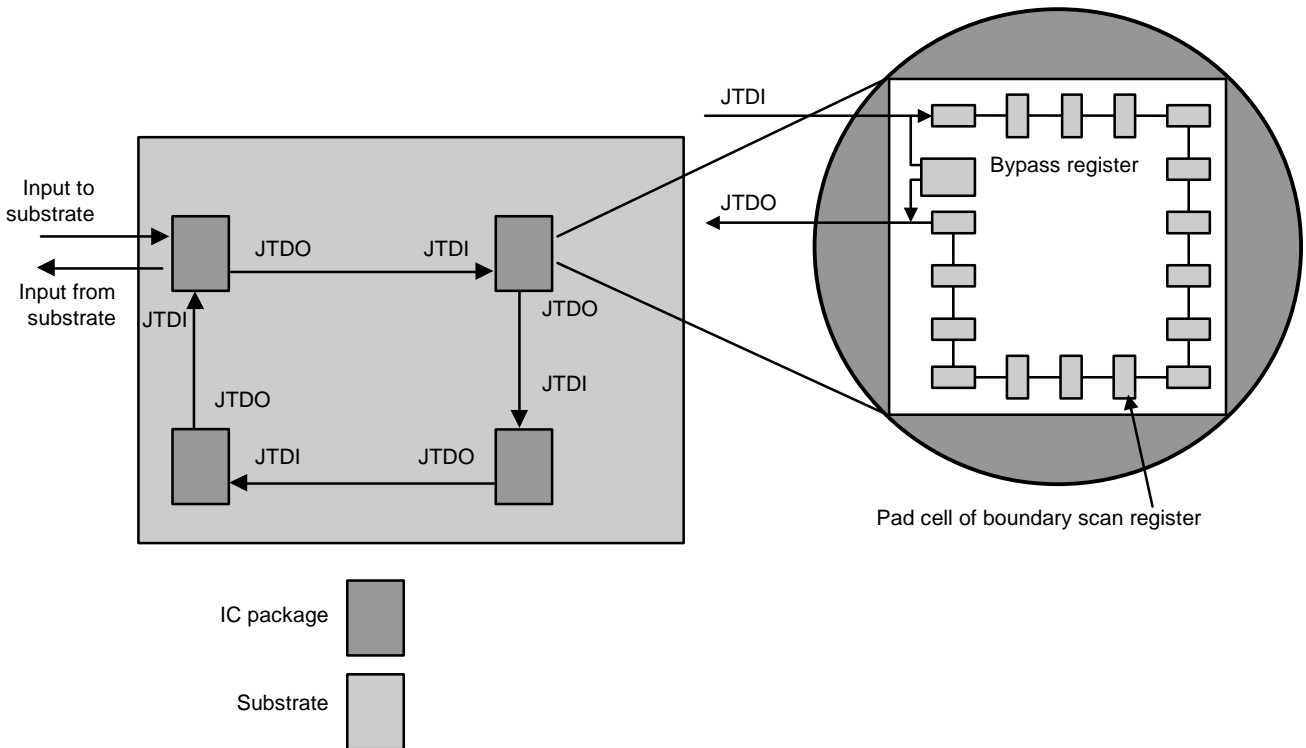 JTDI
Bypass register
JTDO
Input to
substrate
JTDO
JTDI
Input from
substrate
JTDI
JTDO
JTDI
JTDO
JTDI
JTDO
Pad cell of boundary scan register
IC package
Substrate